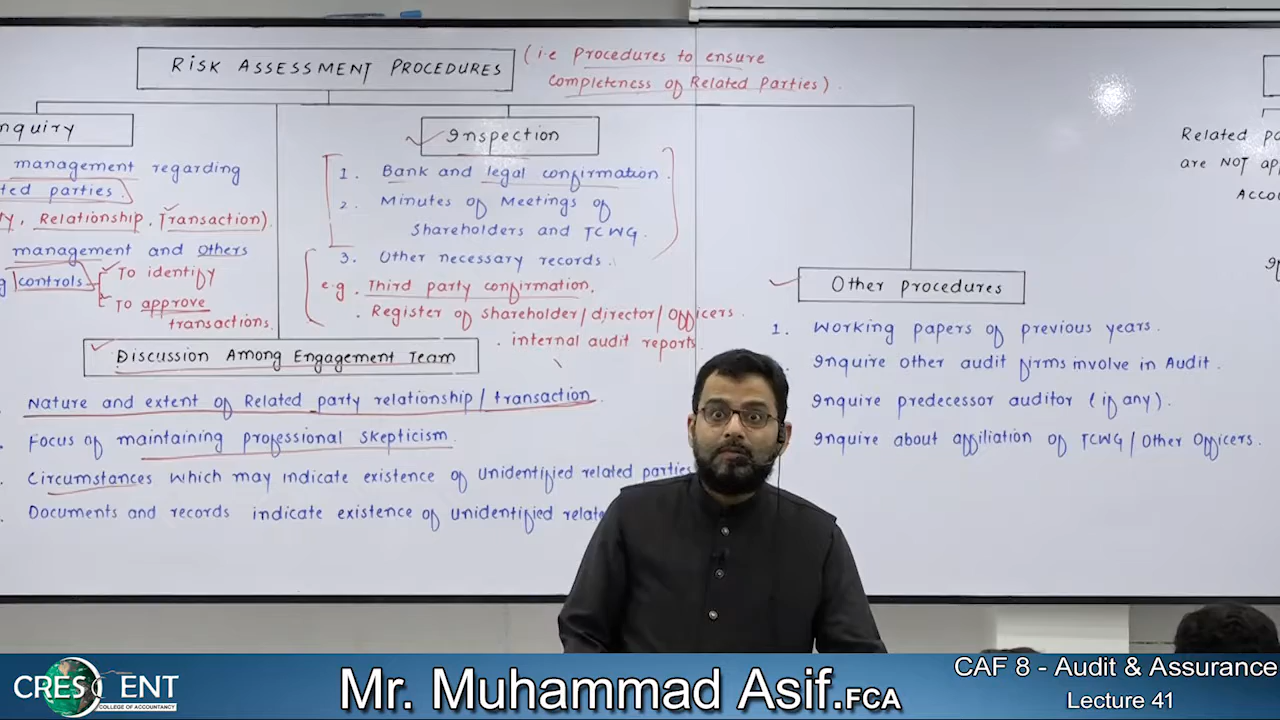 RISK ASSESSMENT PROCEDURES
(i.e Procedures to ensure
completeness of Related Parties).
nquiry
management regarding
ted parties.
ty, Relationship, Transaction).
management and Others
g controls
To identify
To approve
transactions.
Inspection
1. Bank and legal confirmation.
2. Minutes of Meetings of
Shareholders and TCWG.
3. Other necessary records.
e.g. Third party confirmation.
. Register of shareholder/director/officers.
. internal audit reports.
Discussion Among Engagement Team
Nature and extent of Related party relationship/transaction.
Focus of maintaining professional skepticism.
Circumstances which may indicate existence of unidentified related parties
Documents and records indicate existence of unidentified relate
Other procedures
1. Working papers of previous years.
Inquire other audit firms involve in Audit.
Inquire predecessor auditor (if any).
Inquire about affiliation of TCWG/Other Officers.
Related pa
are NOT ap
Acco
CRESCENT
COLLEGE OF ACCOUNTANCY
Mr. Muhammad Asif.FCA
CAF 8 - Audit & Assurance
Lecture 41